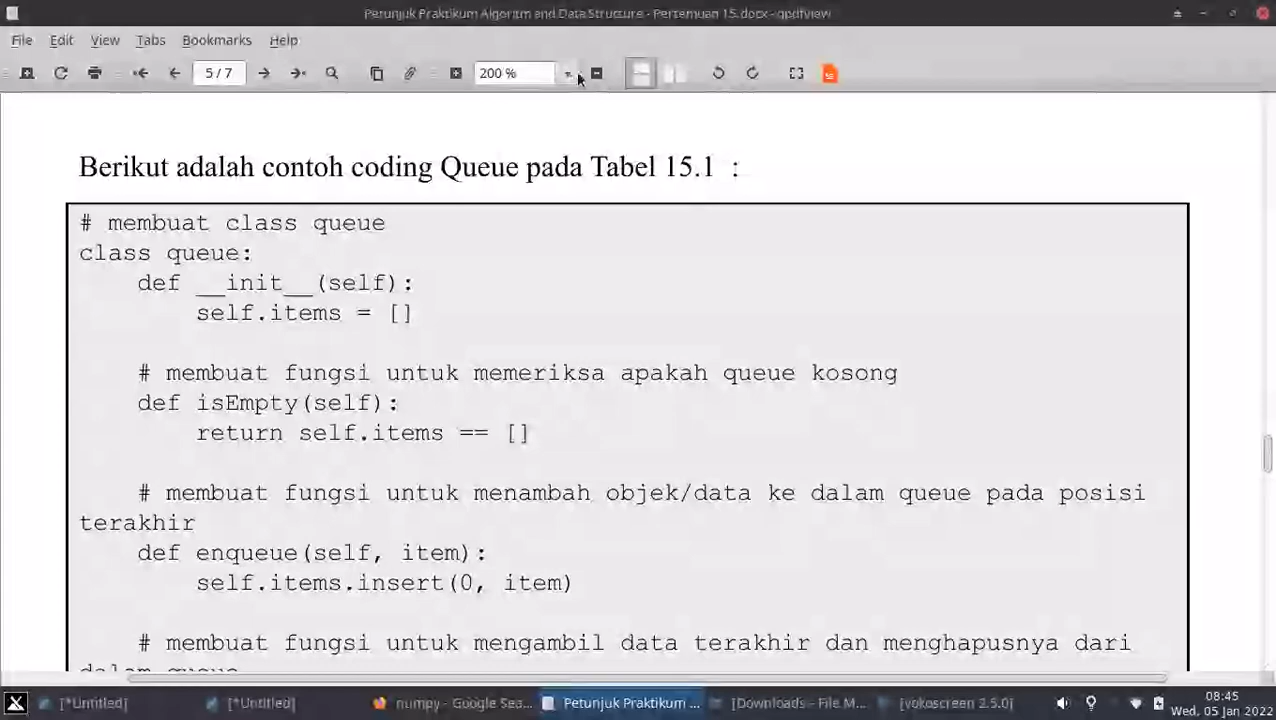 Petunjuk Praktikum Algoritm and Data Structure - Pertemuan 15.docx - qpdfview
File Edit View Tabs Bookmarks Help
5 / 7 200 %
Berikut adalah contoh coding Queue pada Tabel 15.1 :
# membuat class queue
class queue:
def __init__(self):
self.items = []
# membuat fungsi untuk memeriksa apakah queue kosong
def isEmpty(self):
return self.items == []
# membuat fungsi untuk menambah objek/data ke dalam queue pada posisi
terakhir
def enqueue(self, item):
self.items.insert(0, item)
# membuat fungsi untuk mengambil data terakhir dan menghapusnya dari
dalam queue
[*Untitled] [*Untitled] numpy - Google Sea... Petunjuk Praktikum ... [Downloads - File M... [vokoscreen 2.5.0] 08:45
Wed, 05 Jan 2022